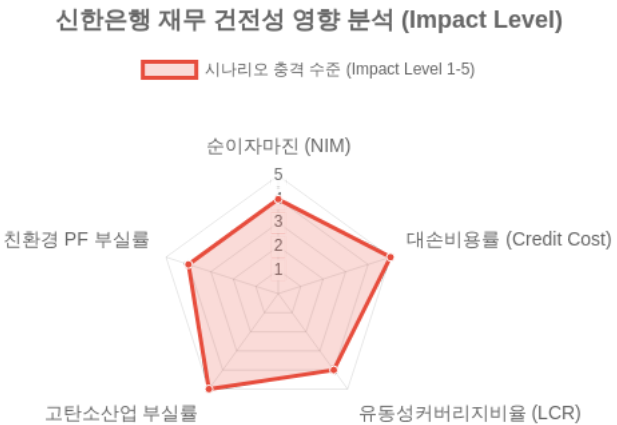 신한은행 재무 건전성 영향 분석 (Impact Level)
시나리오 충격 수준 (Impact Level 1-5)
순이자마진 (NIM)
5
4
3
2
1
친환경 PF 부실률
대손비용률 (Credit Cost)
고탄소산업 부실률
유동성커버리지비율 (LCR)